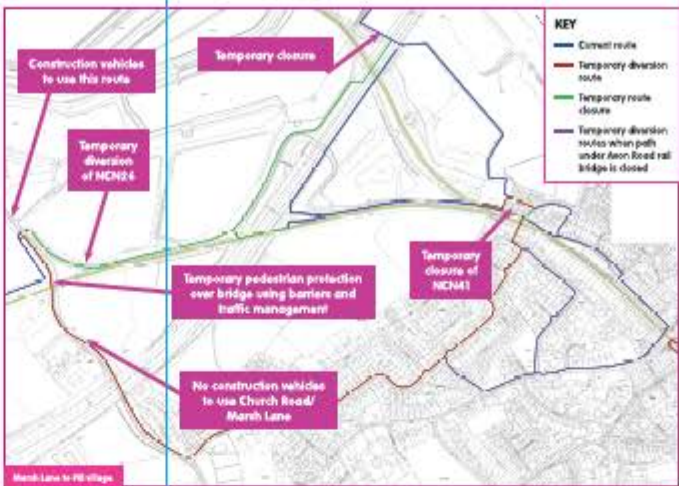 Construction vehicles
to use this route
Temporary closure
KEY
Current route
Temporary diversion
route
Temporary route
closure
Temporary diversion
routes when path
under Avon Road rail
bridge is closed
Temporary
diversion
of NCN26
Temporary
closure of
NCN41
Temporary pedestrian protection
over bridge using barriers and
traffic management
No construction vehicles
to use Church Road/
Marsh Lane
Marsh Lane to Pill village